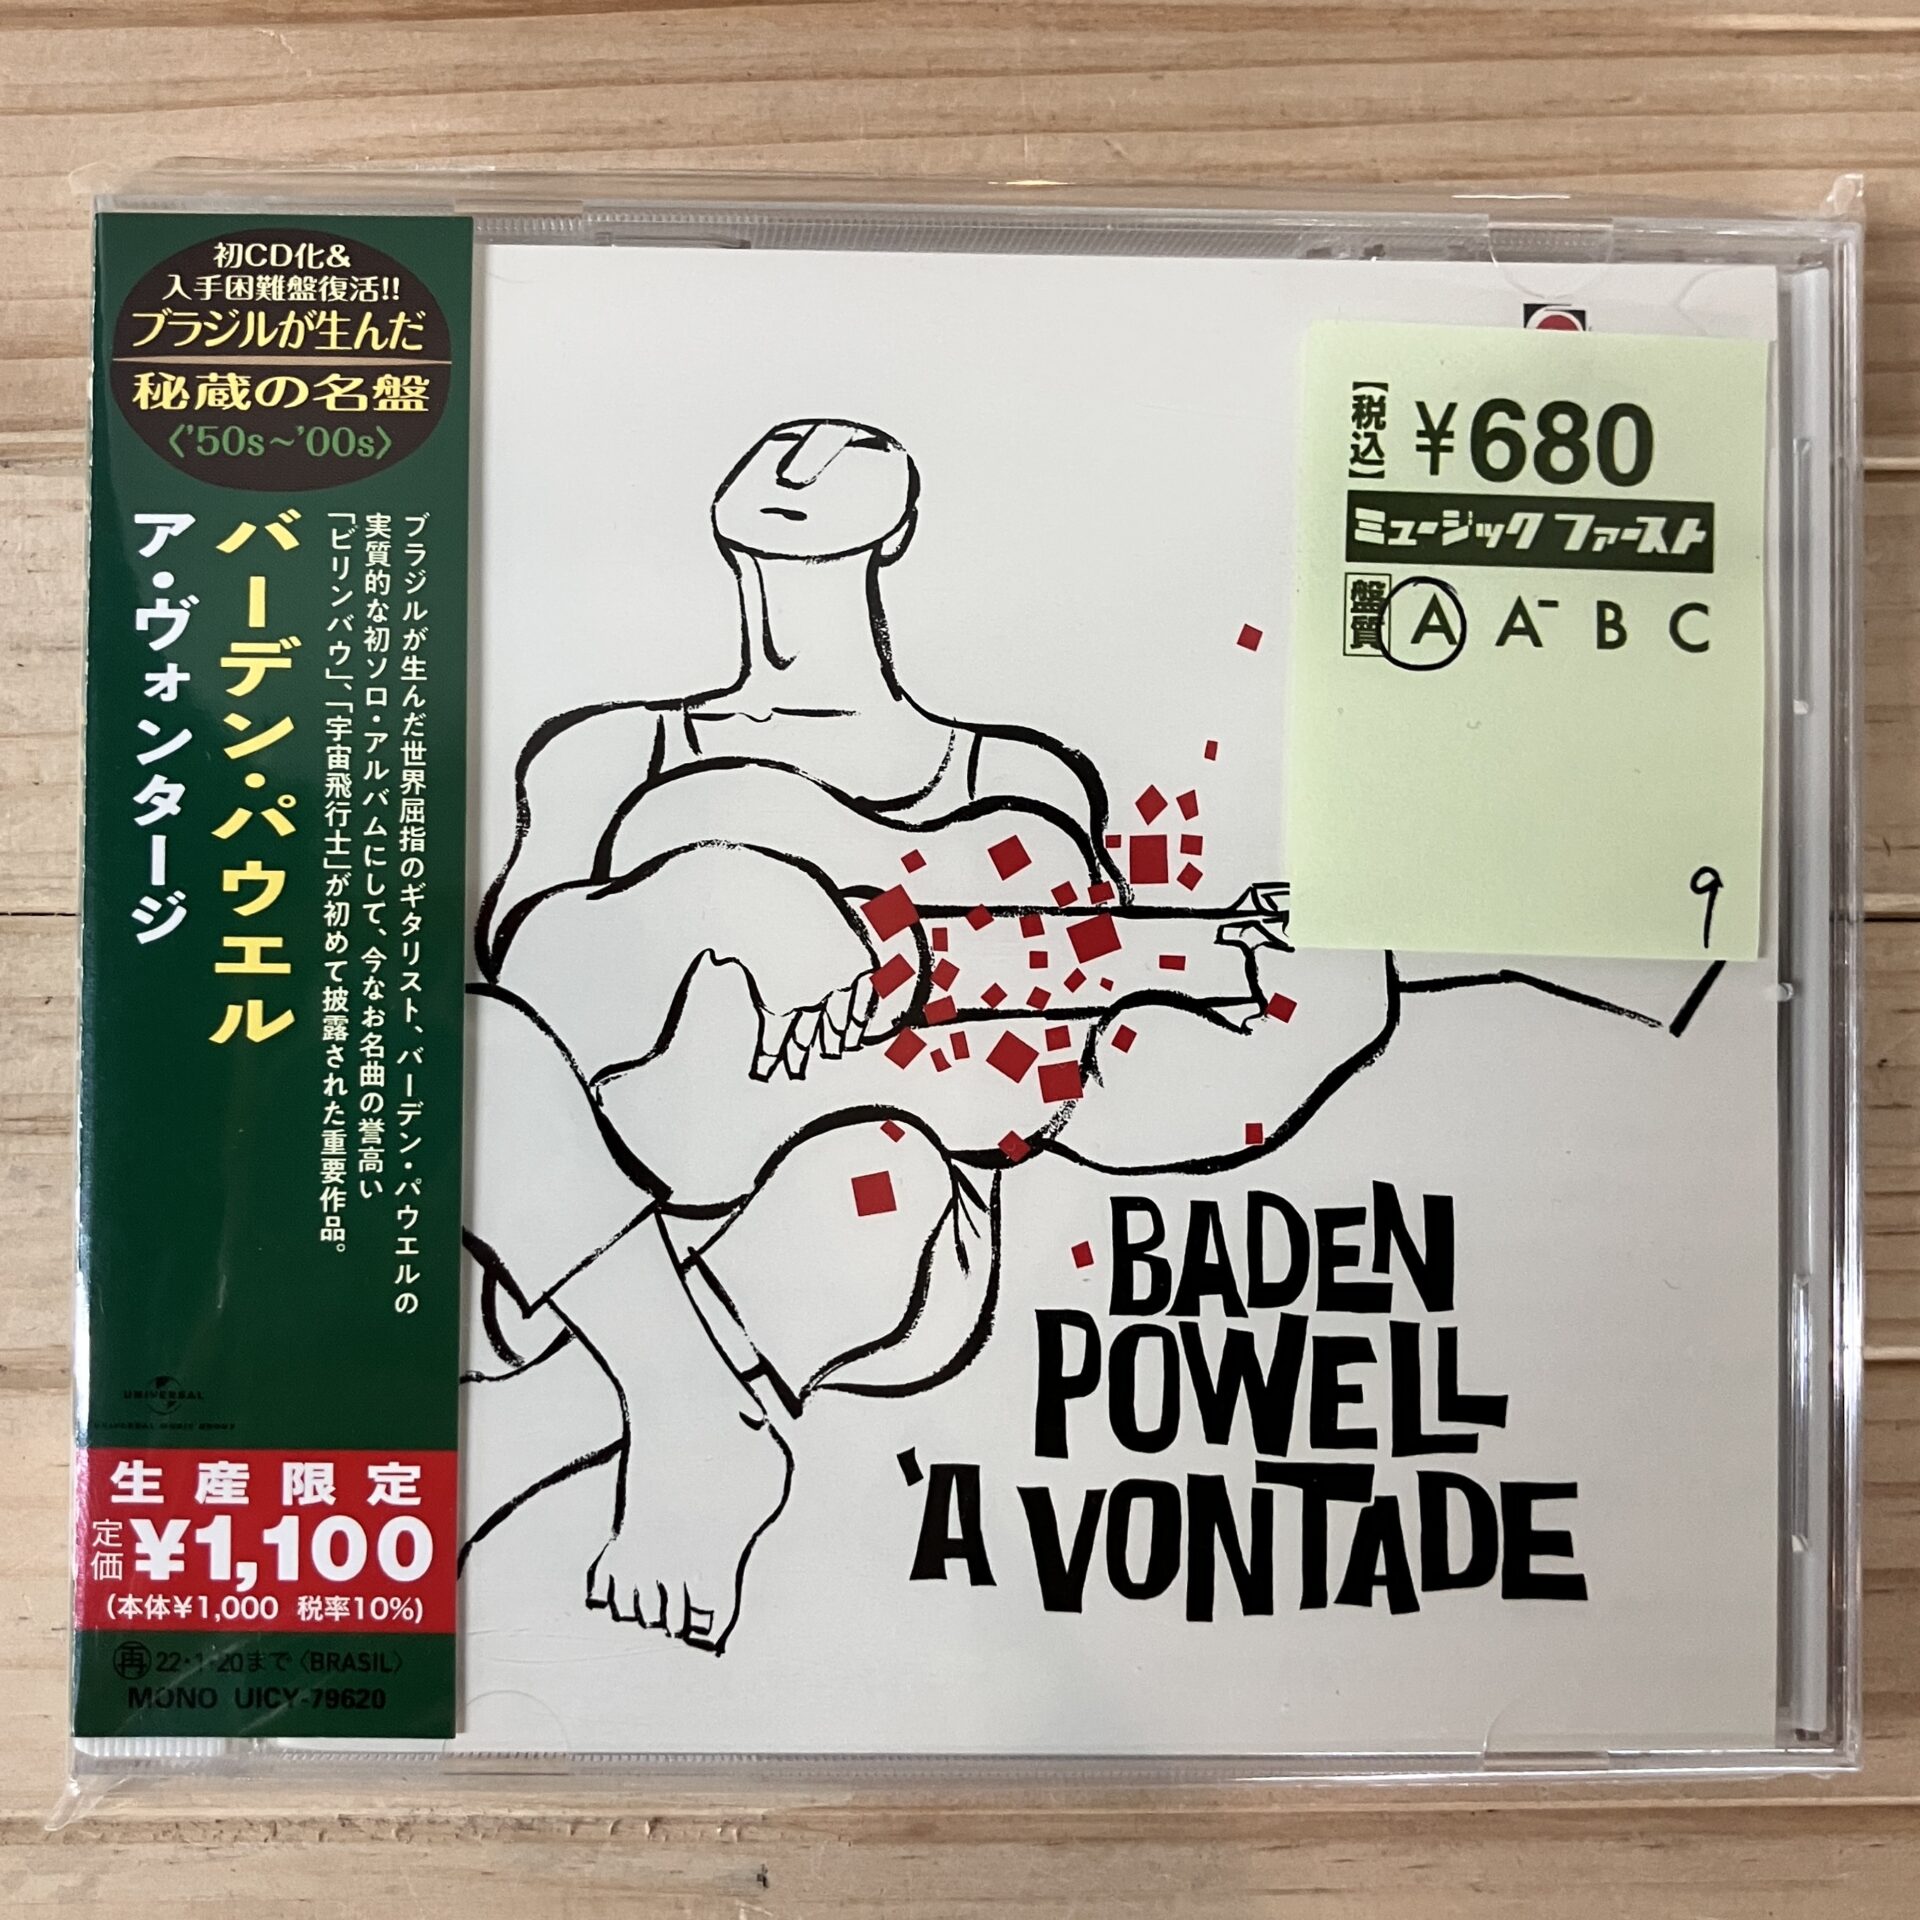 初CD化&
入手困難盤復活!!
ブラジルが生んだ
秘蔵の名盤
〈'50s～'00s〉
ブラジルが生んだ世界屈指のギタリスト、バーデン・パウエルの
実質的な初ソロ・アルバムにして、今なお名曲の誉高い
「ビリンバウ」、「宇宙飛行士」が初めて披露された重要作品。
バーデン・パウエル
ア・ヴォンタージ
UNIVERSAL
UNIVERSAL MUSIC GROUP
生産限定
定価 ¥1,100
(本体¥1,000 税率10%)
再 22・1・20まで〈BRASIL〉
MONO UICY-79620
【税込】 ¥680
ミュージック ファースト
盤質 A A⁻ B C
9
BADEN
POWELL
'A VONTADE